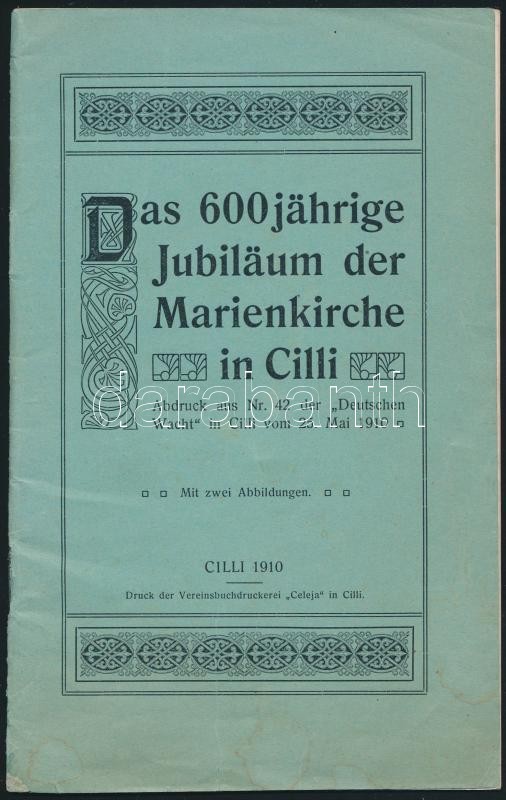 Das 600jährige
Jubiläum der
Marienkirche
in Cilli
darabanth
Abdruck aus Nr. 42 der „Deutschen
Wacht“ in Cilli vom 25. Mai 1910
Mit zwei Abbildungen.
CILLI 1910
Druck der Vereinsbuchdruckerei „Celeja“ in Cilli.